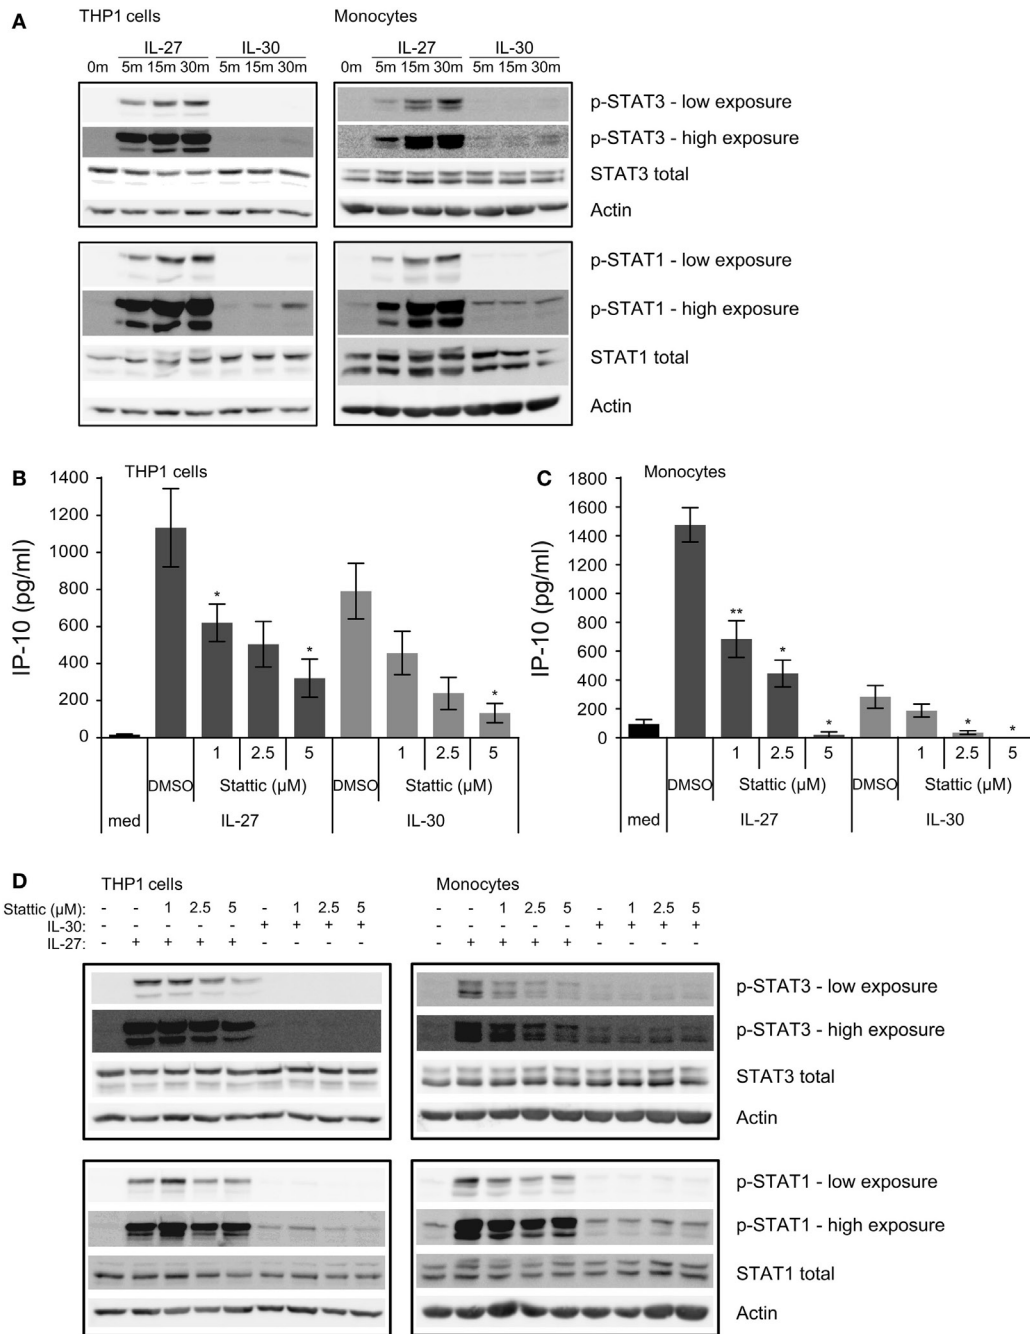 A
THP1 cells
Monocytes
IL-27 IL-30 IL-27 IL-30
0m 5m 15m 30m 5m 15m 30m 0m 5m 15m 30m 5m 15m 30m
p-STAT3 - low exposure
p-STAT3 - high exposure
STAT3 total
Actin
p-STAT1 - low exposure
p-STAT1 - high exposure
STAT1 total
Actin
B
THP1 cells
IP-10 (pg/ml)
1400
1200
1000
800
600
400
200
0
* * *
1 2.5 5 1 2.5 5
DMSO Stattic (µM) DMSO Stattic (µM)
med IL-27 IL-30
C
Monocytes
IP-10 (pg/ml)
1800
1600
1400
1200
1000
800
600
400
200
0
** * * * *
1 2.5 5 1 2.5 5
DMSO Stattic (µM) DMSO Stattic (µM)
med IL-27 IL-30
D
THP1 cells
Monocytes
Stattic (µM): - - 1 2.5 5 - 1 2.5 5 - - 1 2.5 5 - 1 2.5 5
IL-30: - - - - - + + + + - - - - - + + + +
IL-27: - + + + + - - - - - + + + + - - - -
p-STAT3 - low exposure
p-STAT3 - high exposure
STAT3 total
Actin
p-STAT1 - low exposure
p-STAT1 - high exposure
STAT1 total
Actin